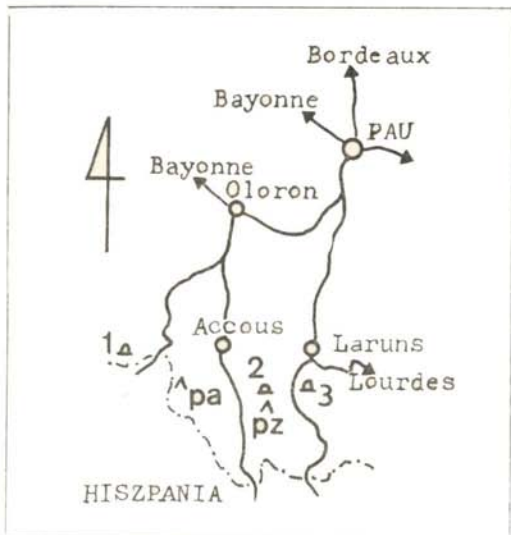 Bordeaux
Bayonne
PAU
Bayonne
Oloron
Accous
Laruns
Lourdes
1
2
3
pa
pz
HISZPANIA